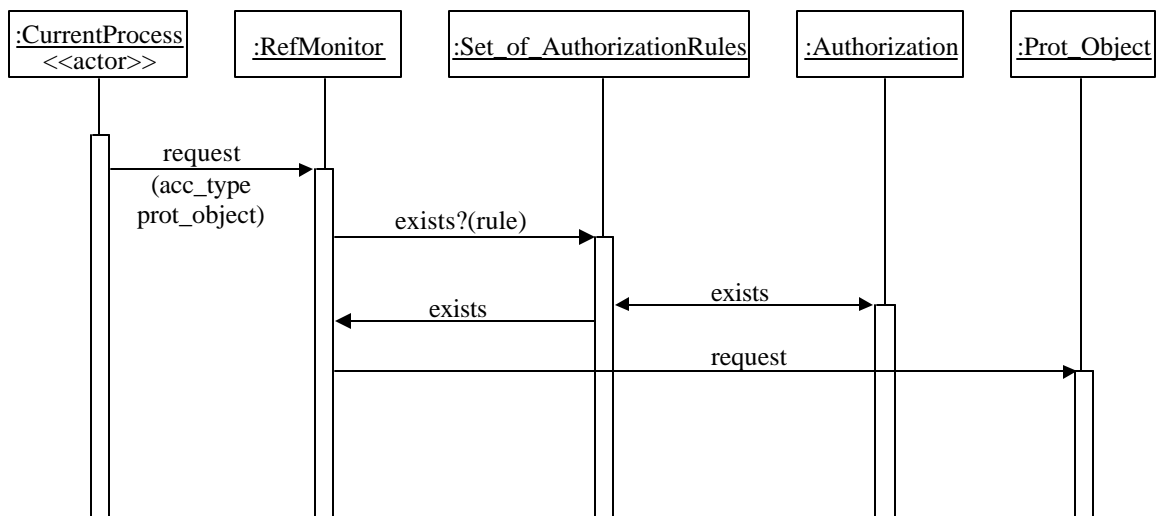 :CurrentProcess
<<actor>>
:RefMonitor
:Set_of_AuthorizationRules
:Authorization
:Prot_Object
request
(acc_type
prot_object)
exists?(rule)
exists
exists
request